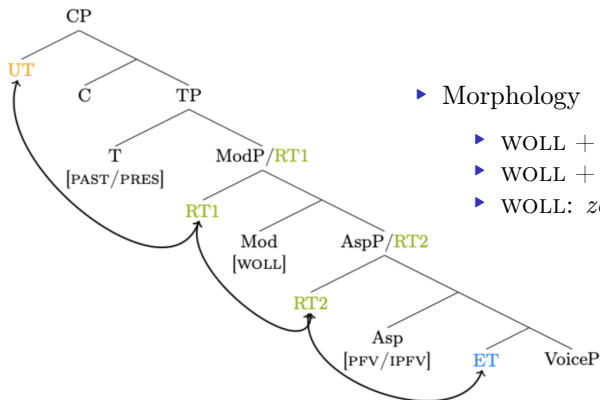 CP
UT
C
TP
T
[PAST/PRES]
ModP/RT1
RT1
Mod
[WOLL]
AspP/RT2
RT2
Asp
[PFV/IPFV]
ET
VoiceP
▸ Morphology
▸ WOLL +
▸ WOLL +
▸ WOLL: